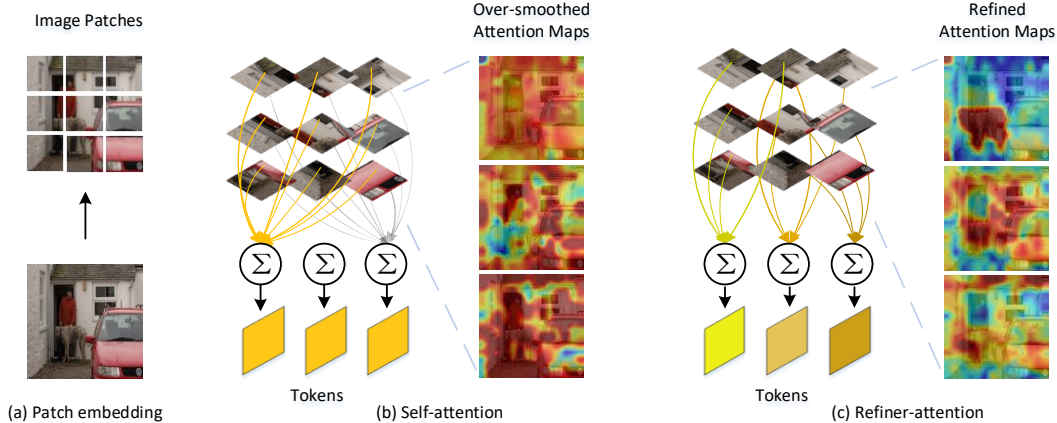 Image Patches
Over-smoothed
Attention Maps
Refined
Attention Maps
Σ Σ Σ
Σ Σ Σ
Tokens
Tokens
(a) Patch embedding
(b) Self-attention
(c) Refiner-attention